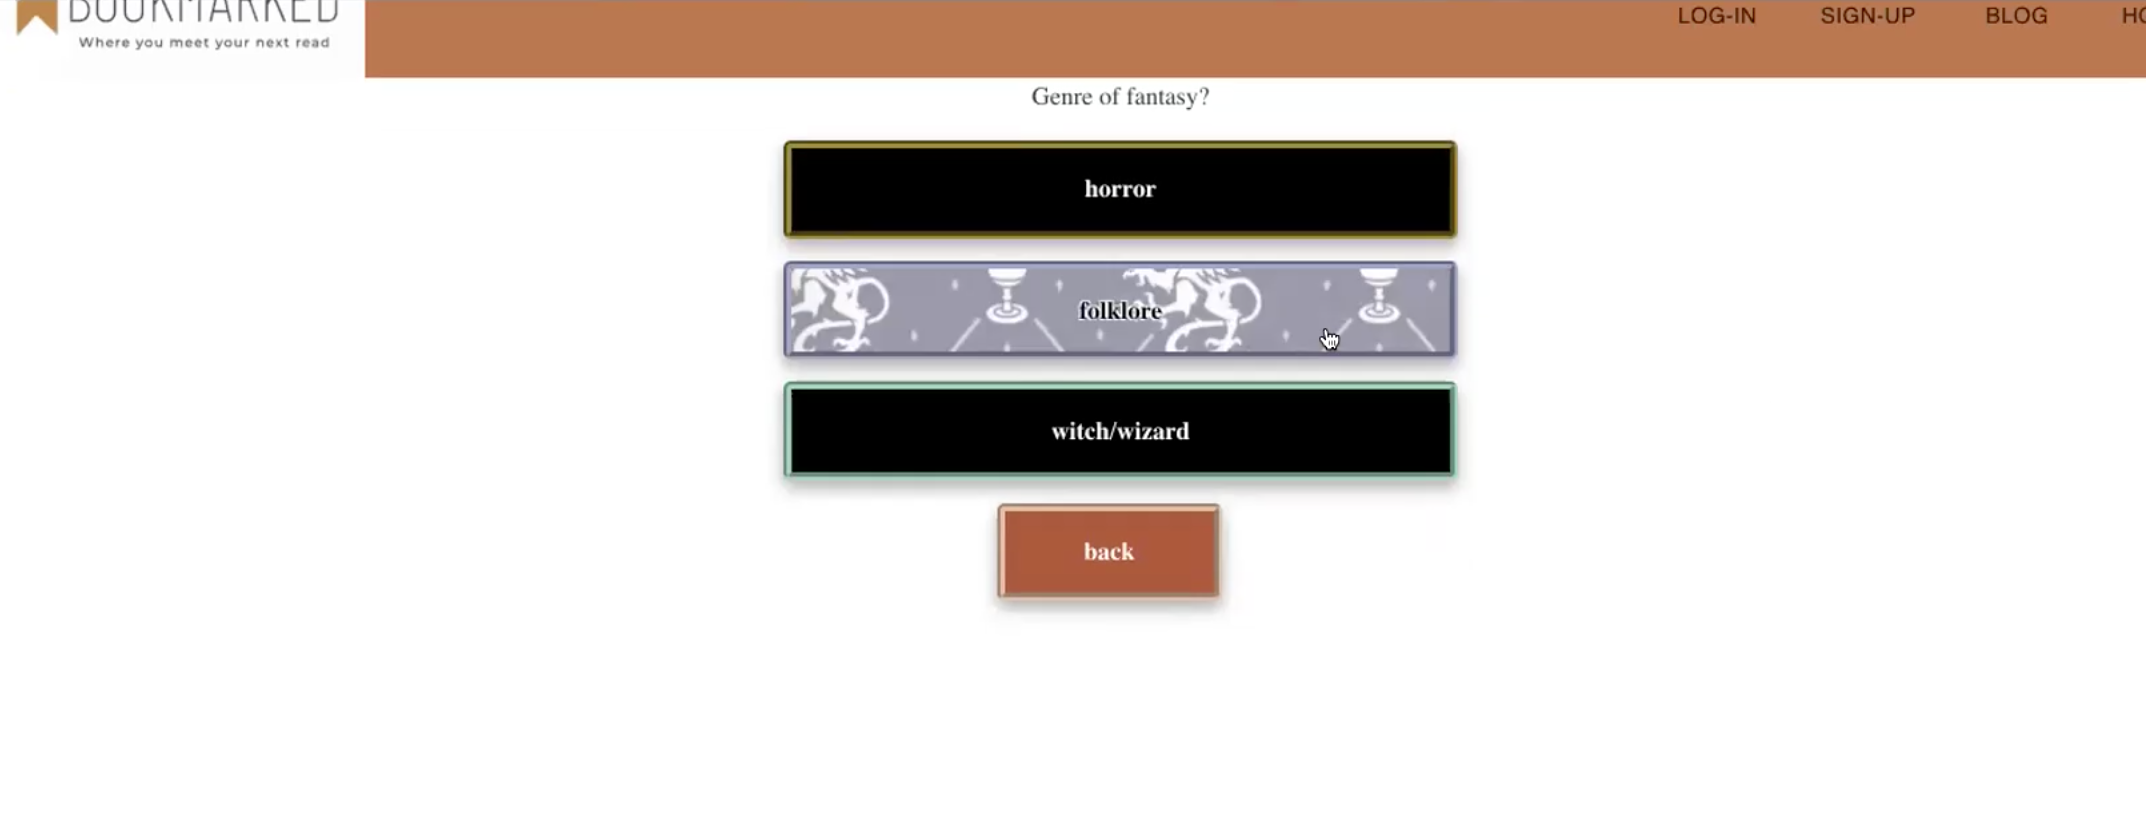 BOOKMARKED
Where you meet your next read
LOG-IN SIGN-UP BLOG
Genre of fantasy?
horror
folklore
witch/wizard
back